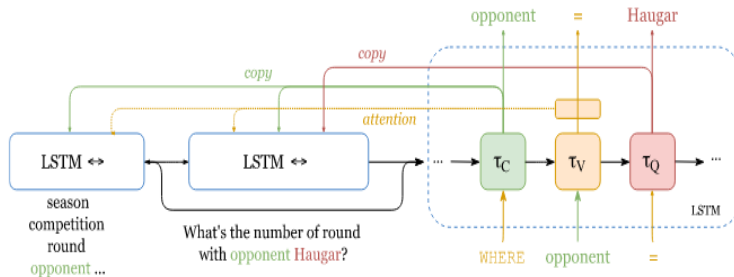 opponent = Haugar
copy
copy
attention
LSTM ↔ LSTM ↔ ... τC τV τQ ...
LSTM
season
competition
round
opponent ...
What's the number of round
with opponent Haugar?
WHERE opponent =